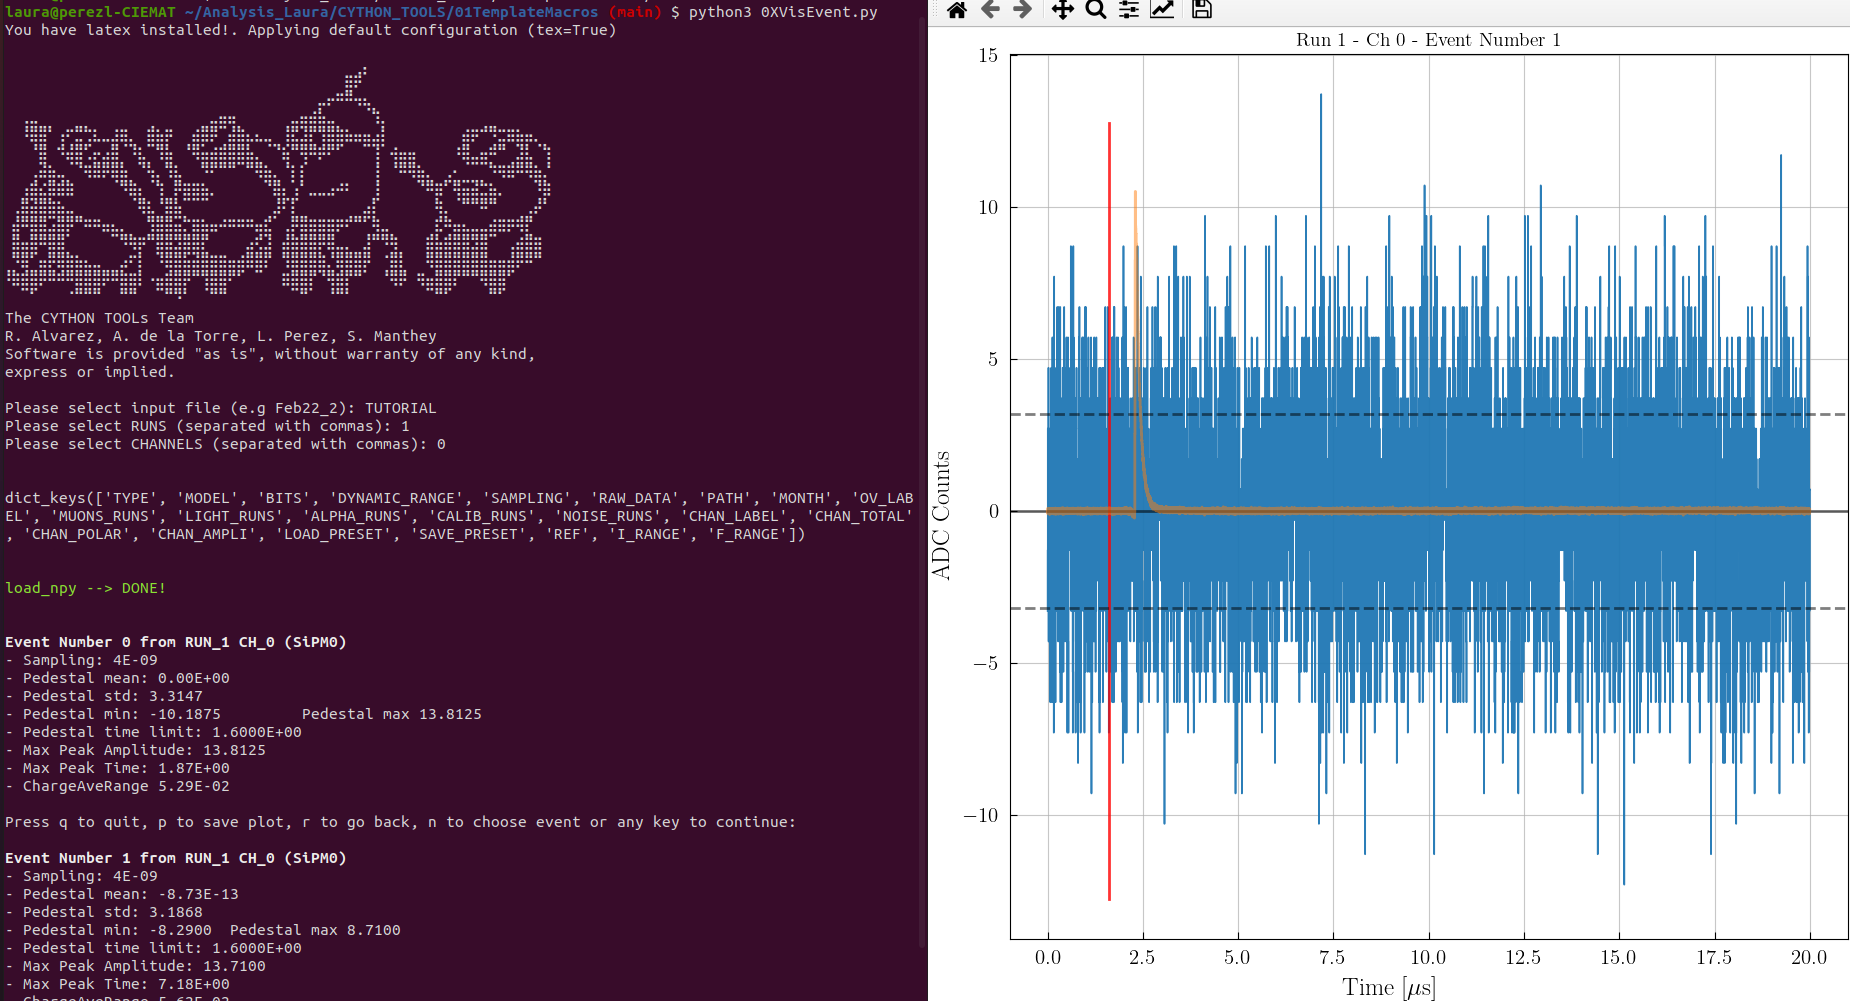 laura@perezl-CIEMAT ~/Analysis_Laura/CYTHON_TOOLS/01TemplateMacros (main) $ python3 0XVisEvent.py
You have latex installed!. Applying default configuration (tex=True)
The CYTHON TOOLs Team
R. Alvarez, A. de la Torre, L. Perez, S. Manthey
Software is provided "as is", without warranty of any kind,
express or implied.
Please select input file (e.g Feb22_2): TUTORIAL
Please select RUNS (separated with commas): 1
Please select CHANNELS (separated with commas): 0
dict_keys(['TYPE', 'MODEL', 'BITS', 'DYNAMIC_RANGE', 'SAMPLING', 'RAW_DATA', 'PATH', 'MONTH', 'OV_LAB
EL', 'MUONS_RUNS', 'LIGHT_RUNS', 'ALPHA_RUNS', 'CALIB_RUNS', 'NOISE_RUNS', 'CHAN_LABEL', 'CHAN_TOTAL'
, 'CHAN_POLAR', 'CHAN_AMPLI', 'LOAD_PRESET', 'SAVE_PRESET', 'REF', 'I_RANGE', 'F_RANGE'])
load_npy --> DONE!
Event Number 0 from RUN_1 CH_0 (SiPM0)
- Sampling: 4E-09
- Pedestal mean: 0.00E+00
- Pedestal std: 3.3147
- Pedestal min: -10.1875 Pedestal max 13.8125
- Pedestal time limit: 1.6000E+00
- Max Peak Amplitude: 13.8125
- Max Peak Time: 1.87E+00
- ChargeAveRange 5.29E-02
Press q to quit, p to save plot, r to go back, n to choose event or any key to continue:
Event Number 1 from RUN_1 CH_0 (SiPM0)
- Sampling: 4E-09
- Pedestal mean: -8.73E-13
- Pedestal std: 3.1868
- Pedestal min: -8.2900 Pedestal max 8.7100
- Pedestal time limit: 1.6000E+00
- Max Peak Amplitude: 13.7100
- Max Peak Time: 7.18E+00
- ChargeAveRange 5.63E-02
Run 1 - Ch 0 - Event Number 1
15
10
5
0
−5
−10
ADC Counts
0.0 2.5 5.0 7.5 10.0 12.5 15.0 17.5 20.0
Time [μs]